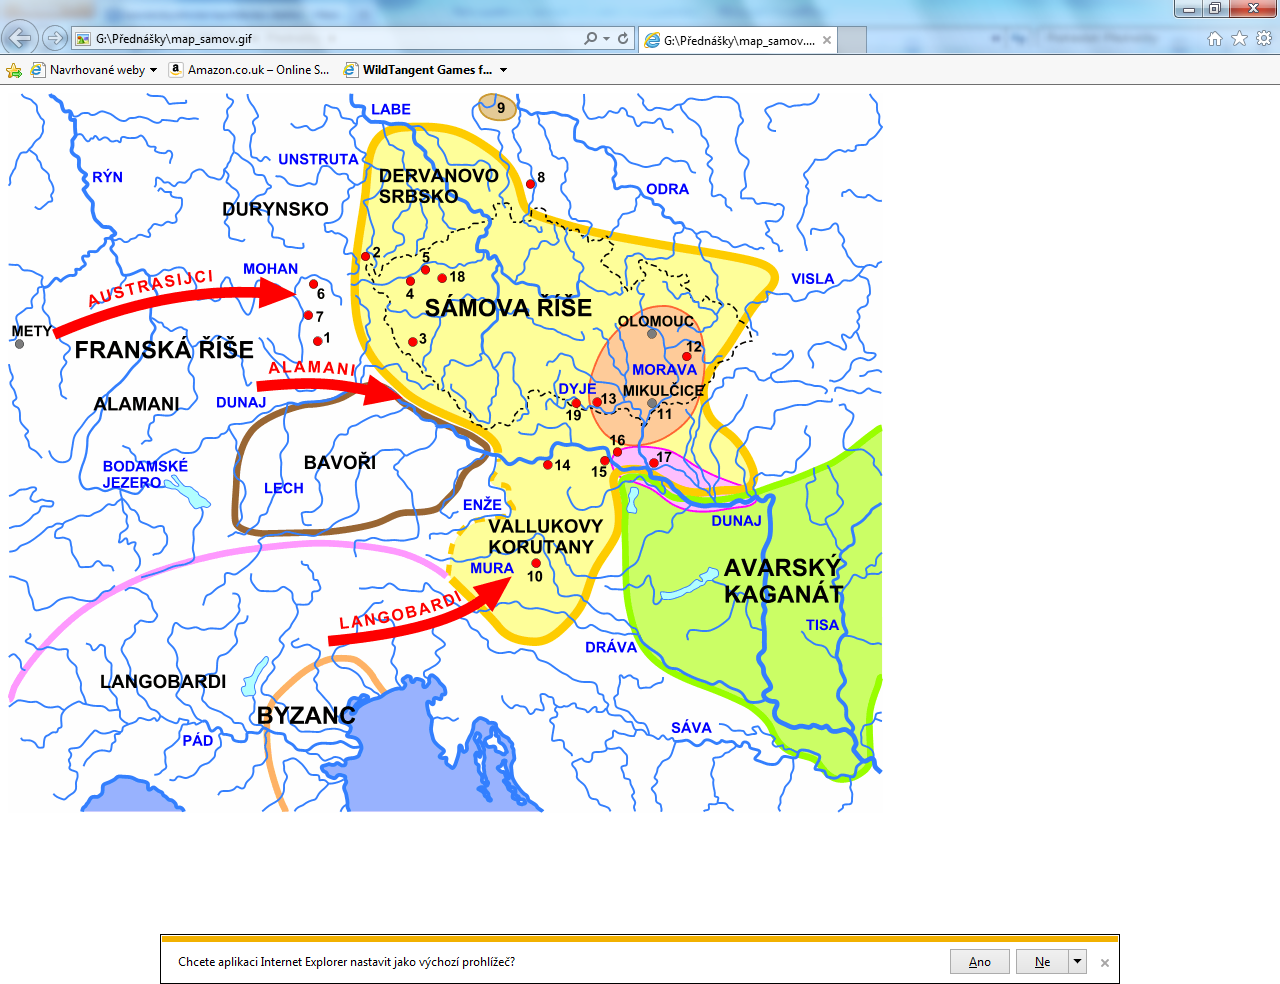 G:\Přednášky\map_samov.gif
G:\Přednášky\map_samov....
Navrhované weby
Amazon.co.uk – Online S...
WildTangent Games f...
LABE
9
UNSTRUTA
RÝN
DERVANOVO
SRBSKO
8
ODRA
DURYNSKO
2
5
MOHAN
18
VISLA
AUSTRASIJCI
6
4
SÁMOVA ŘÍŠE
7
OLOMOUC
METY
1
3
12
FRANSKÁ ŘÍŠE
ALAMANI
MORAVA
DYJE
MIKULČICE
ALAMANI
DUNAJ
13
19
11
16
BAVOŘI
17
BODAMSKÉ
JEZERO
14
15
LECH
ENŽE
VALLUKOVY
KORUTANY
DUNAJ
MURA
10
AVARSKÝ
KAGANÁT
LANGOBARDI
TISA
DRÁVA
LANGOBARDI
BYZANC
SÁVA
PÁD
Chcete aplikaci Internet Explorer nastavit jako výchozí prohlížeč?
Ano
Ne